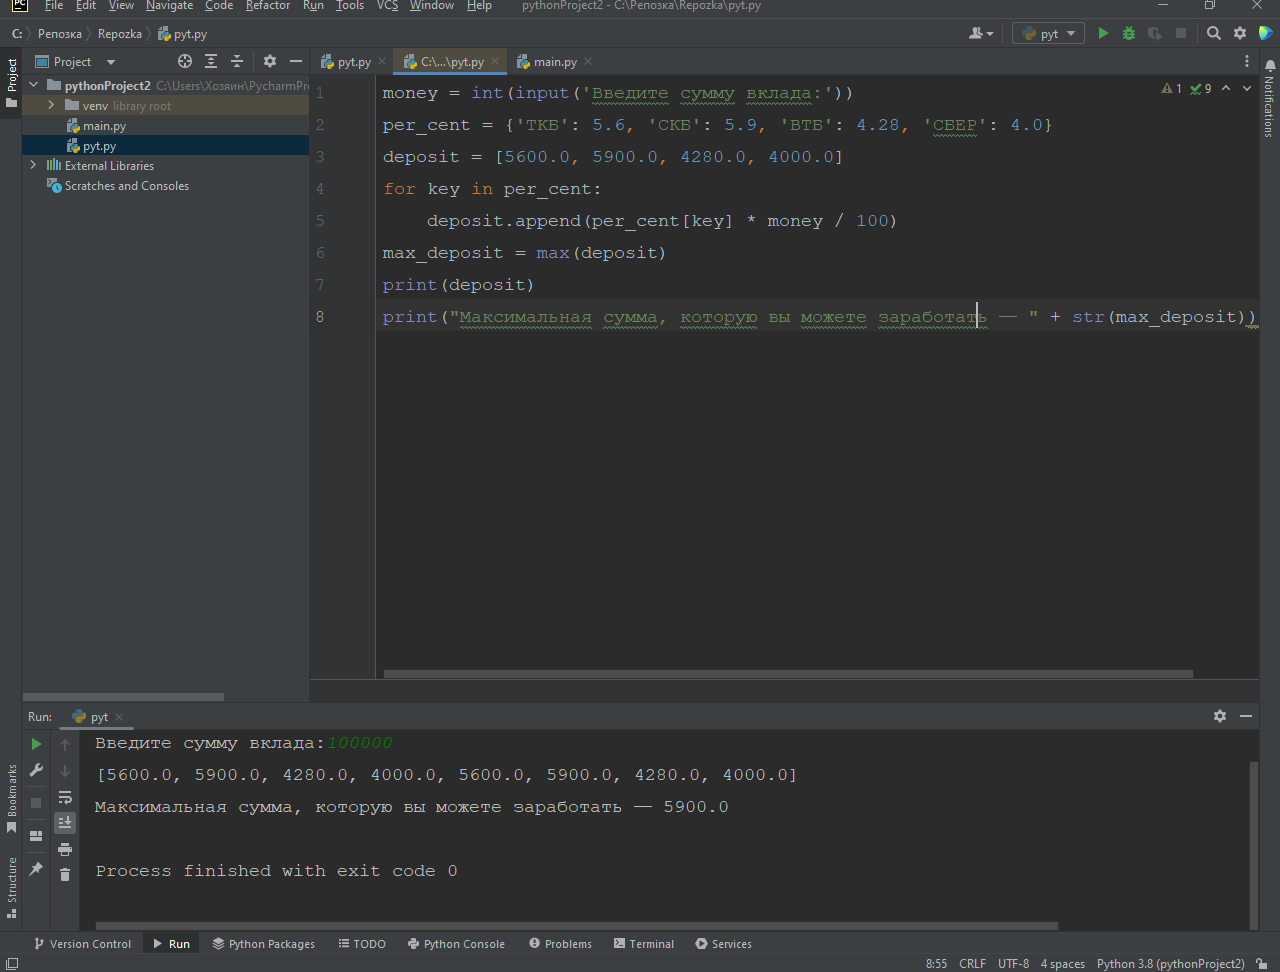 PC File Edit View Navigate Code Refactor Run Tools VCS Window Help pythonProject2 - C:\Репозка\Repozka\pyt.py
C: Репозка Repozka pyt.py pyt
Project pyt.py C:\...\pyt.py main.py
Project
Notifications
pythonProject2 C:\Users\Хозяин\PycharmPr
venv library root
main.py
pyt.py
External Libraries
Scratches and Consoles
1 9
1 money = int(input('Введите сумму вклада:'))
2 per_cent = {'ТКБ': 5.6, 'СКБ': 5.9, 'ВТБ': 4.28, 'СБЕР': 4.0}
3 deposit = [5600.0, 5900.0, 4280.0, 4000.0]
4 for key in per_cent:
5     deposit.append(per_cent[key] * money / 100)
6 max_deposit = max(deposit)
7 print(deposit)
8 print("Максимальная сумма, которую вы можете заработать — " + str(max_deposit))
Run: pyt
Введите сумму вклада:100000
[5600.0, 5900.0, 4280.0, 4000.0, 5600.0, 5900.0, 4280.0, 4000.0]
Максимальная сумма, которую вы можете заработать — 5900.0
Process finished with exit code 0
Bookmarks
Structure
Version Control Run Python Packages TODO Python Console Problems Terminal Services
8:55 CRLF UTF-8 4 spaces Python 3.8 (pythonProject2)